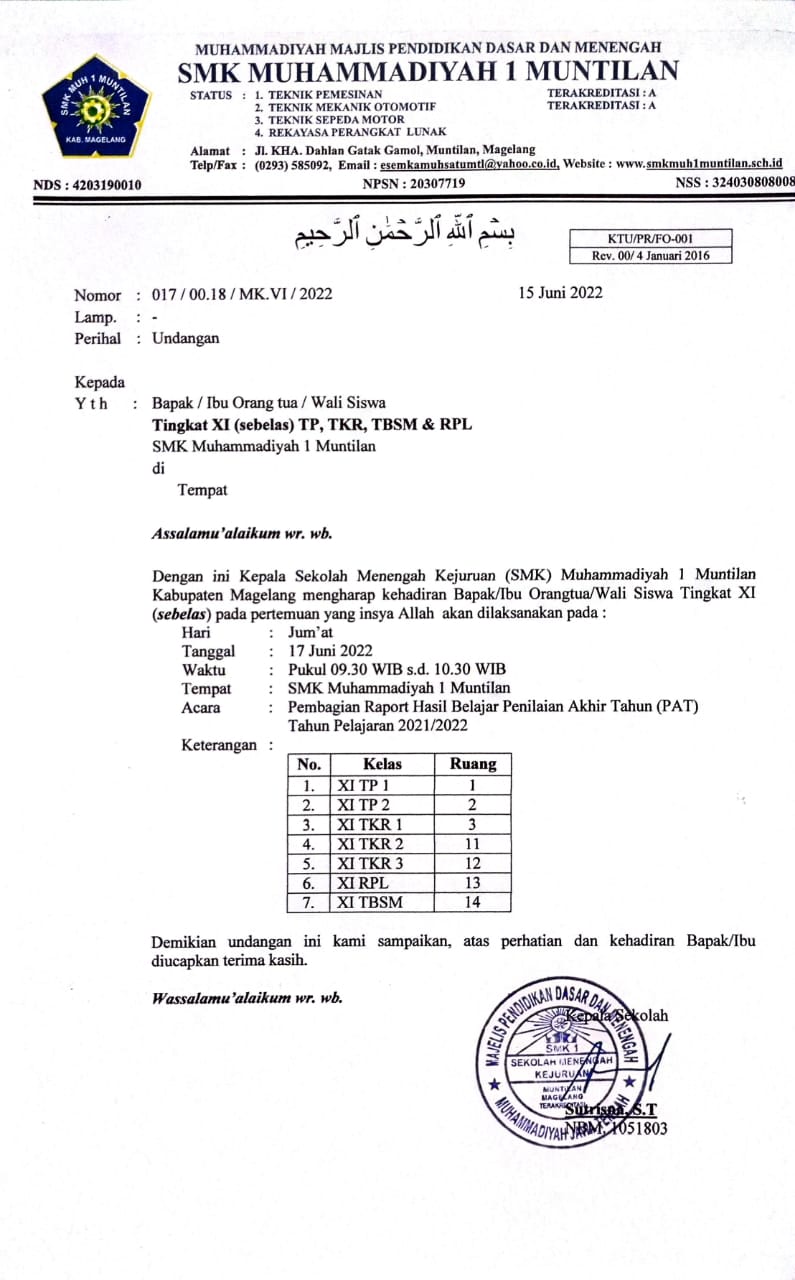 SMK MUH 1 MUNTILAN
KAB. MAGELANG
MUHAMMADIYAH MAJLIS PENDIDIKAN DASAR DAN MENENGAH
SMK MUHAMMADIYAH 1 MUNTILAN
STATUS : 1. TEKNIK PEMESINAN TERAKREDITASI : A
2. TEKNIK MEKANIK OTOMOTIF TERAKREDITASI : A
3. TEKNIK SEPEDA MOTOR
4. REKAYASA PERANGKAT LUNAK
Alamat : Jl. KHA. Dahlan Gatak Gamol, Muntilan, Magelang
Telp/Fax : (0293) 585092, Email : esemkamuhsatumtl@yahoo.co.id, Website : www.smkmuh1muntilan.sch.id
NDS : 4203190010 NPSN : 20307719 NSS : 324030808008
بِسْمِ ٱللَّهِ ٱلرَّحْمَٰنِ ٱلرَّحِيمِ
KTU/PR/FO-001
Rev. 00/ 4 Januari 2016
Nomor : 017 / 00.18 / MK.VI / 2022 15 Juni 2022
Lamp. : -
Perihal : Undangan
Kepada
Y t h : Bapak / Ibu Orang tua / Wali Siswa
Tingkat XI (sebelas) TP, TKR, TBSM & RPL
SMK Muhammadiyah 1 Muntilan
di
Tempat
Assalamu'alaikum wr. wb.
Dengan ini Kepala Sekolah Menengah Kejuruan (SMK) Muhammadiyah 1 Muntilan
Kabupaten Magelang mengharap kehadiran Bapak/Ibu Orangtua/Wali Siswa Tingkat XI
(sebelas) pada pertemuan yang insya Allah akan dilaksanakan pada :
Hari : Jum'at
Tanggal : 17 Juni 2022
Waktu : Pukul 09.30 WIB s.d. 10.30 WIB
Tempat : SMK Muhammadiyah 1 Muntilan
Acara : Pembagian Raport Hasil Belajar Penilaian Akhir Tahun (PAT)
Tahun Pelajaran 2021/2022
Keterangan :
No. Kelas Ruang
1. XI TP 1 1
2. XI TP 2 2
3. XI TKR 1 3
4. XI TKR 2 11
5. XI TKR 3 12
6. XI RPL 13
7. XI TBSM 14
Demikian undangan ini kami sampaikan, atas perhatian dan kehadiran Bapak/Ibu
diucapkan terima kasih.
Wassalamu'alaikum wr. wb.
Kepala Sekolah
MAJELIS PENDIDIKAN DASAR DAN MENENGAH
SMK 1
SEKOLAH MENENGAH
KEJURUAN
MUNTILAN
MAGELANG
TERAKREDITASI
MUHAMMADIYAH JAWA TENGAH
Sutrisna, S.T
NBM. 1051803